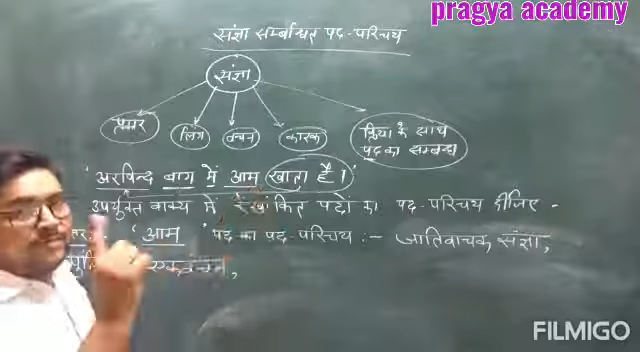 pragya academy
संज्ञा सम्बन्धित पद-परिचय
संज्ञा
लिंग
वचन
कारक
क्रिया के साथ
पद का सम्बन्ध
'अरविन्द बाग में आम खाता है।'
उपर्युक्त वाक्य में रेखांकित पदों का पद-परिचय दीजिए -
'आम' पद का पद परिचय :- जातिवाचक संज्ञा,
एकवचन,
FILMIGO